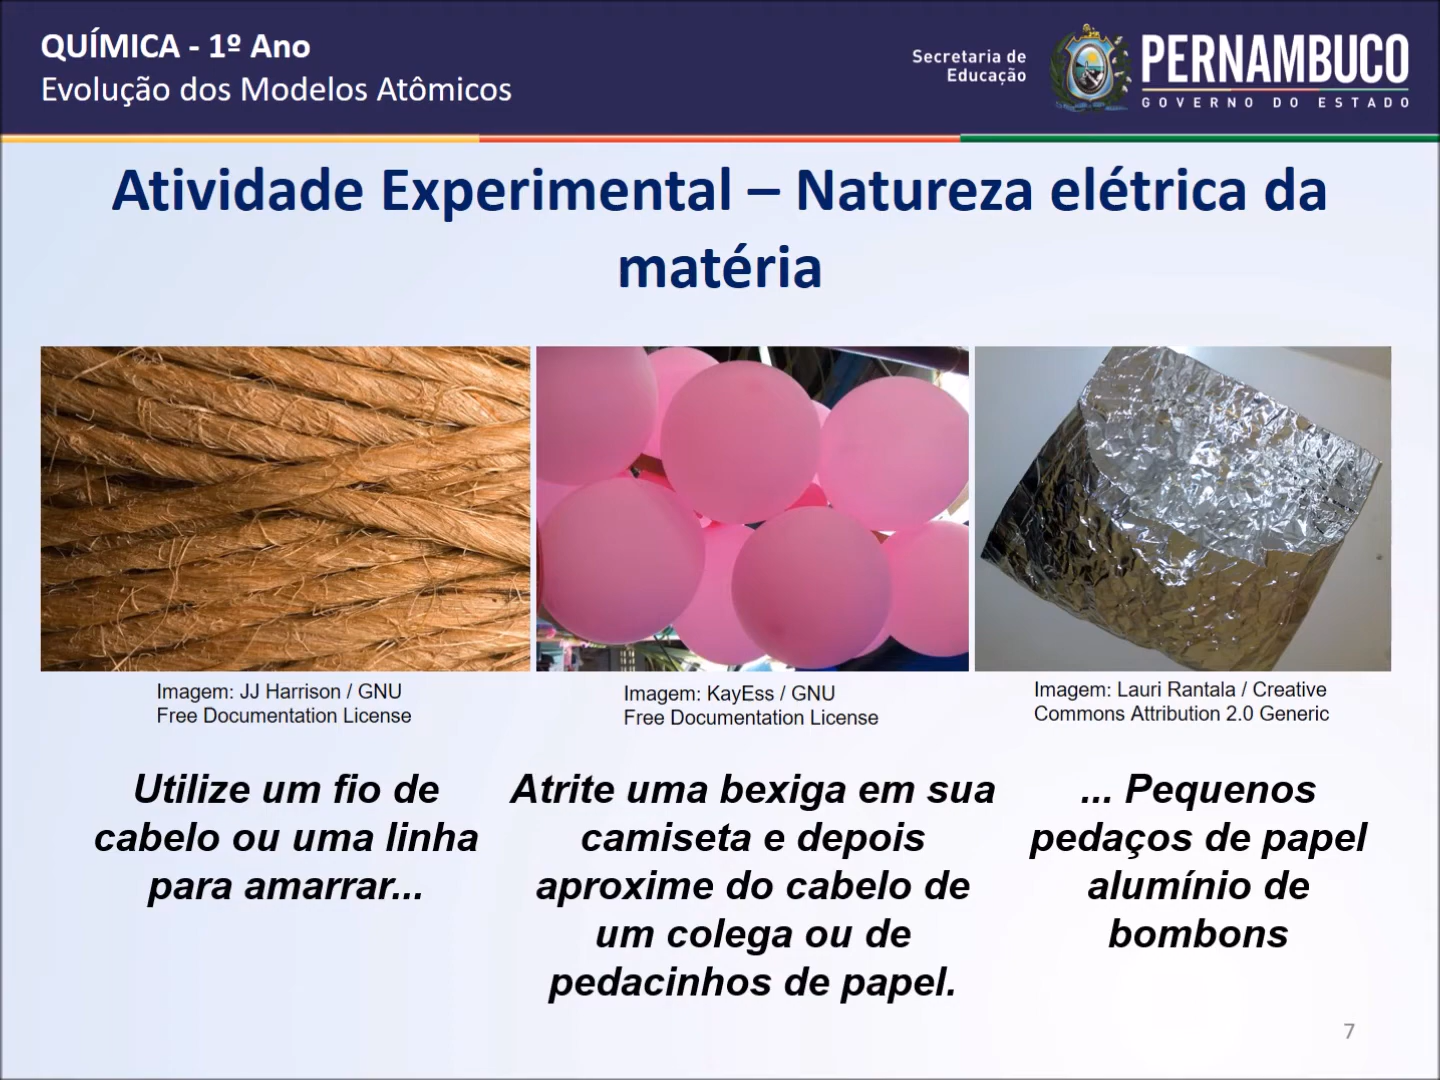 QUÍMICA - 1º Ano
Evolução dos Modelos Atômicos
Secretaria de
Educação
PERNAMBUCO
GOVERNO DO ESTADO
Atividade Experimental – Natureza elétrica da
matéria
Imagem: JJ Harrison / GNU
Free Documentation License
Imagem: KayEss / GNU
Free Documentation License
Imagem: Lauri Rantala / Creative
Commons Attribution 2.0 Generic
Utilize um fio de
cabelo ou uma linha
para amarrar...
Atrite uma bexiga em sua
camiseta e depois
aproxime do cabelo de
um colega ou de
pedacinhos de papel.
... Pequenos
pedaços de papel
alumínio de
bombons
7